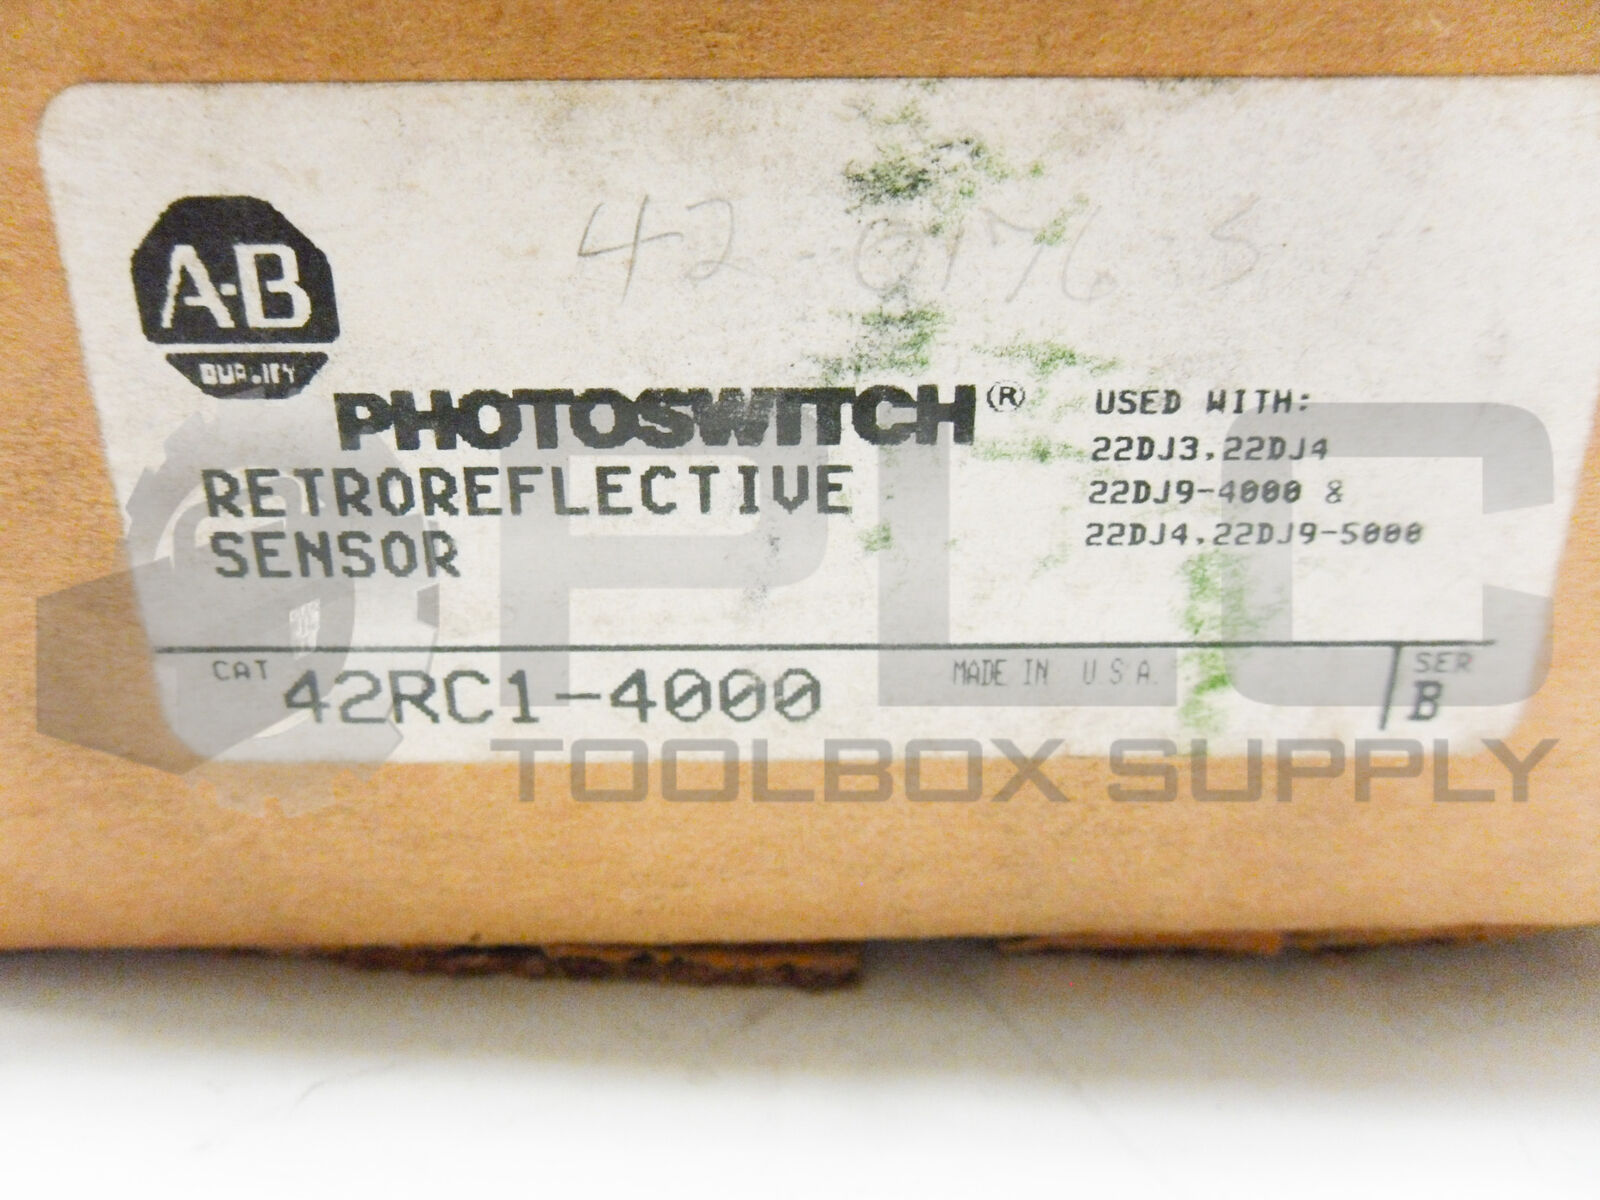 42-0176 S
A-B
QUALITY
PHOTOSWITCH®
RETROREFLECTIVE
SENSOR
USED WITH:
22DJ3,22DJ4
22DJ9-4000 &
22DJ4,22DJ9-5000
CAT 42RC1-4000
MADE IN U.S.A.
SER
B
PLC
TOOLBOX SUPPLY